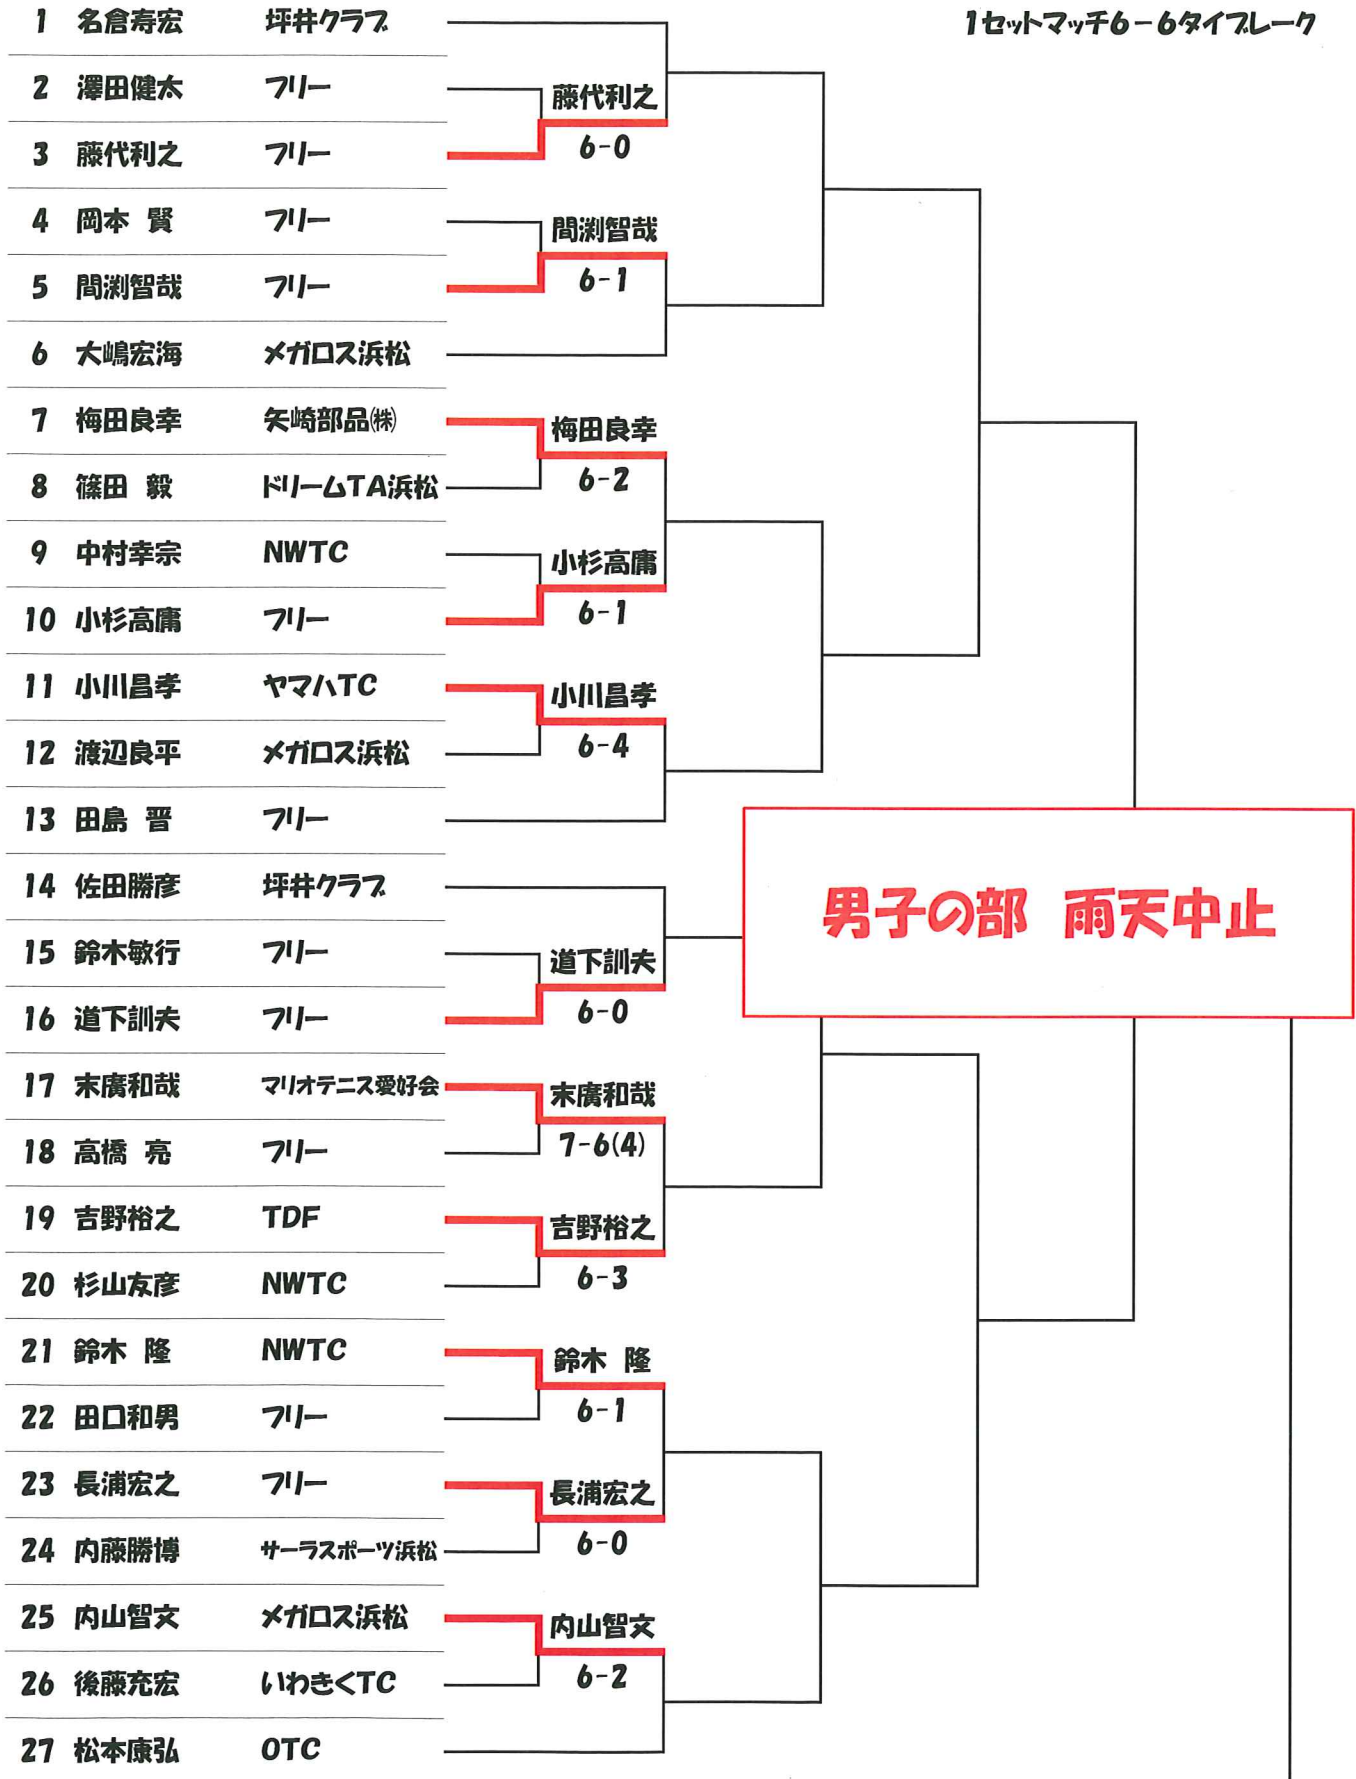 1セットマッチ6-6タイブレーク
1 名倉寿宏 坪井クラブ
2 澤田健太 フリー
藤代利之
6-0
3 藤代利之 フリー
4 岡本 賢 フリー
間渕智哉
6-1
5 間渕智哉 フリー
6 大嶋宏海 メガロス浜松
7 梅田良幸 矢崎部品㈱
梅田良幸
6-2
8 篠田 毅 ドリームTA浜松
9 中村幸宗 NWTC
小杉高庸
6-1
10 小杉高庸 フリー
11 小川昌孝 ヤマハTC
小川昌孝
6-4
12 渡辺良平 メガロス浜松
13 田島 晋 フリー
男子の部 雨天中止
14 佐田勝彦 坪井クラブ
15 鈴木敏行 フリー
道下訓夫
6-0
16 道下訓夫 フリー
17 末廣和哉 マリオテニス愛好会
末廣和哉
7-6(4)
18 高橋 亮 フリー
19 吉野裕之 TDF
吉野裕之
6-3
20 杉山友彦 NWTC
21 鈴木 隆 NWTC
鈴木 隆
6-1
22 田口和男 フリー
23 長浦宏之 フリー
長浦宏之
6-0
24 内藤勝博 サーラスポーツ浜松
25 内山智文 メガロス浜松
内山智文
6-2
26 後藤充宏 いわきくTC
27 松本康弘 OTC